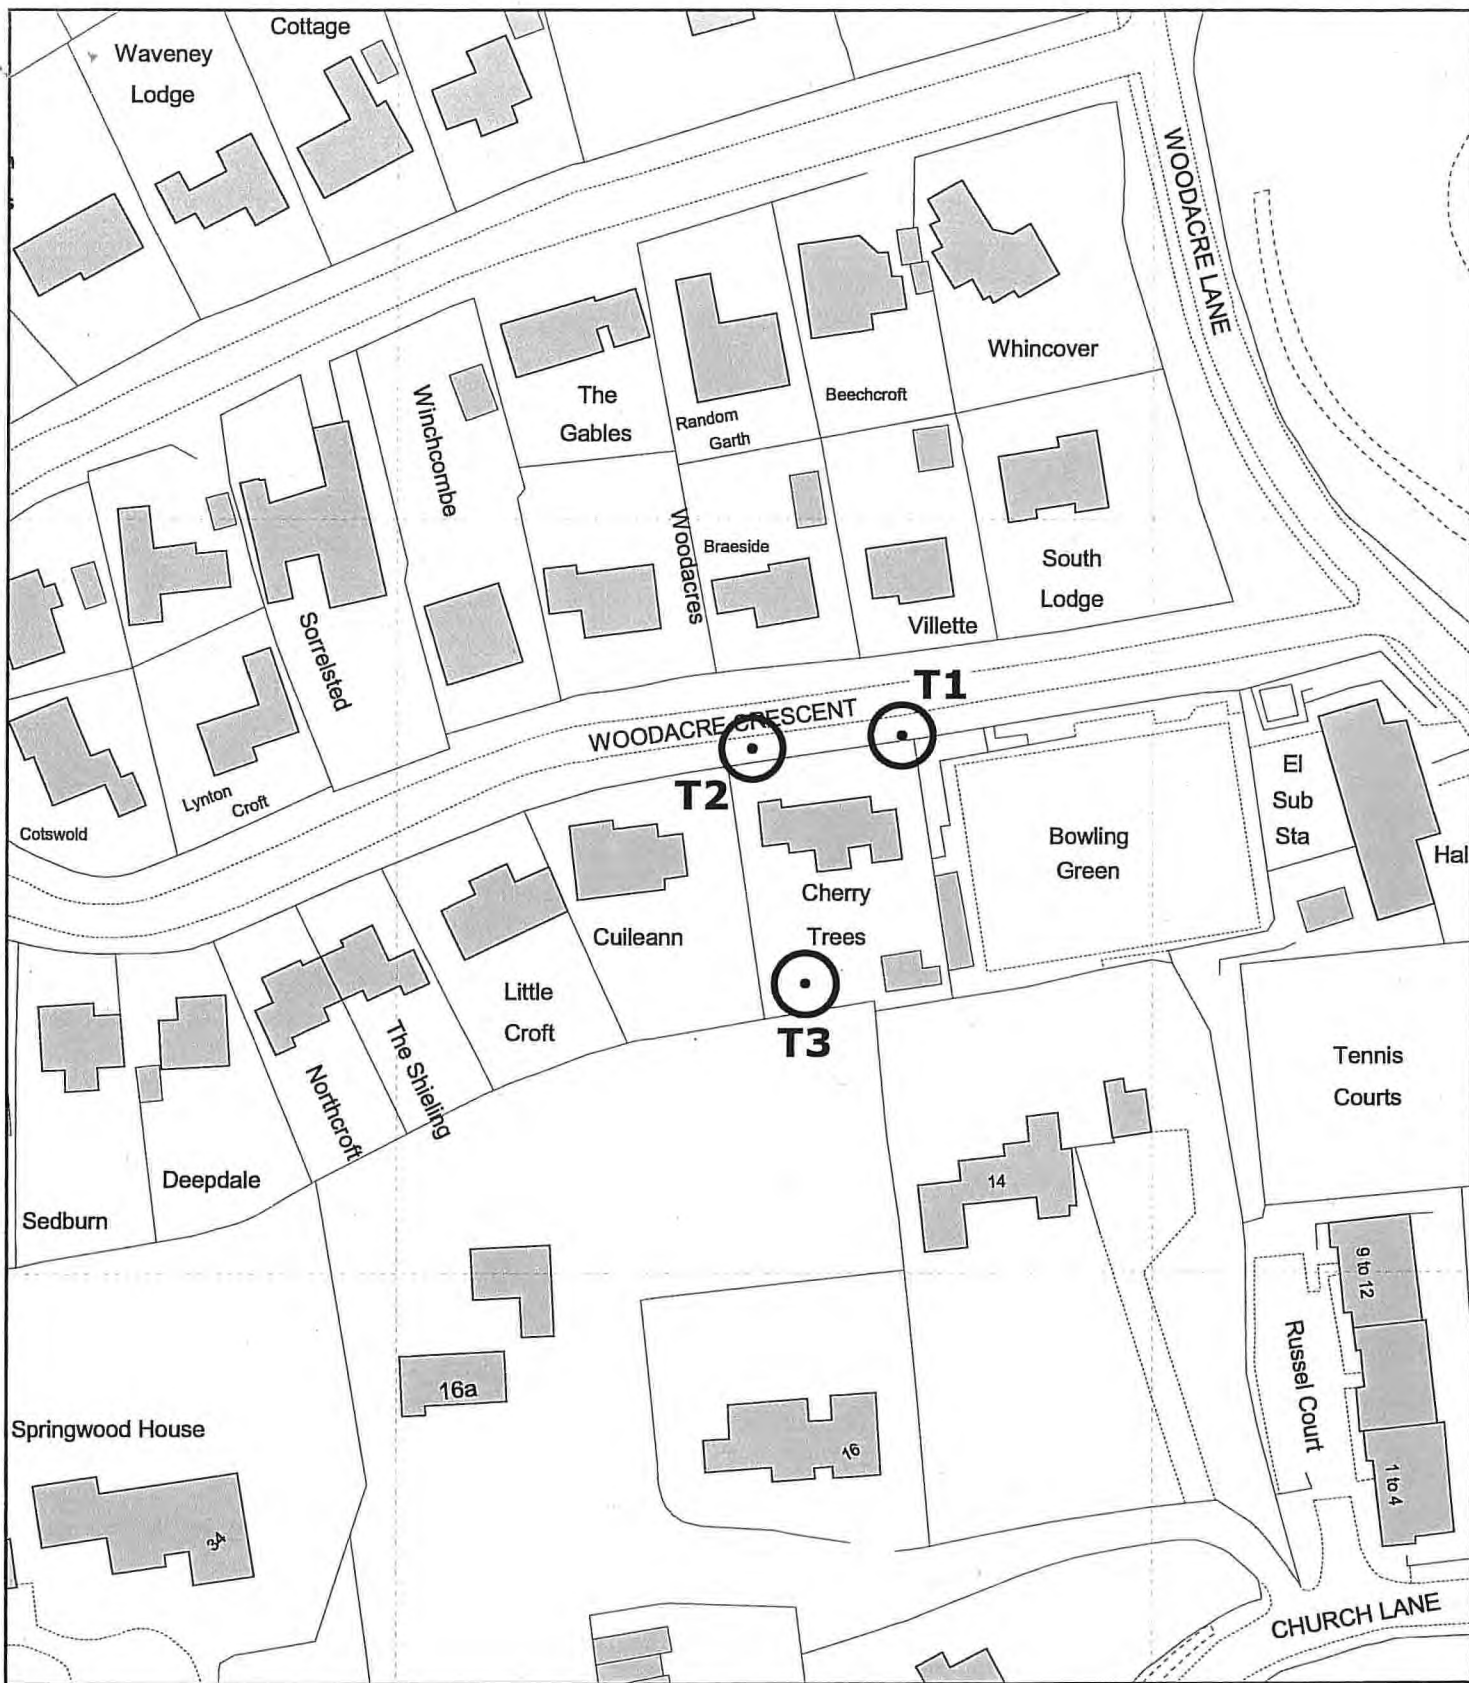 Cottage
Waveney
Lodge
WOODACRE LANE
Whincover
The
Gables
Winchcombe
Random
Garth
Beechcroft
Woodacres
Braeside
South
Lodge
Villette
Sorrelsted
T1
WOODACRE CRESCENT
T2
Lynton
Croft
Cotswold
El
Sub
Sta
Bowling
Green
Hal
Cherry
Trees
Cuileann
Little
Croft
T3
The Shieling
Northcroft
Tennis
Courts
Deepdale
Sedburn
14
9 to 12
Russel Court
16a
16
Springwood House
34
1 to 4
CHURCH LANE